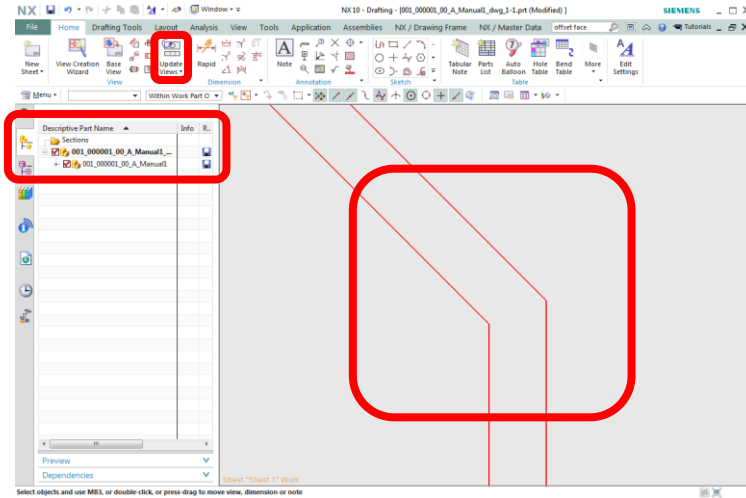 NX Window NX 10 - Drafting - [001_000001_00_A_Manual1_dwg_1-1.prt (Modified) ] SIEMENS
File Home Drafting Tools Layout Analysis View Tools Application Assemblies NX / Drawing Frame NX / Master Data offset face Tutorials
New Sheet View Creation Wizard Base View Update Views Rapid Note Tabular Note Parts List Auto Balloon Hole Table Bend Table More Edit Settings
View Dimension Annotation Sketch Table
Menu Within Work Part O
Descriptive Part Name Info R..
Sections
001_000001_00_A_Manual1_...
001_000001_00_A_Manual1
Preview
Dependencies
Sheet "Sheet 1" Work
Select objects and use MB3, or double-click, or press-drag to move view, dimension or note